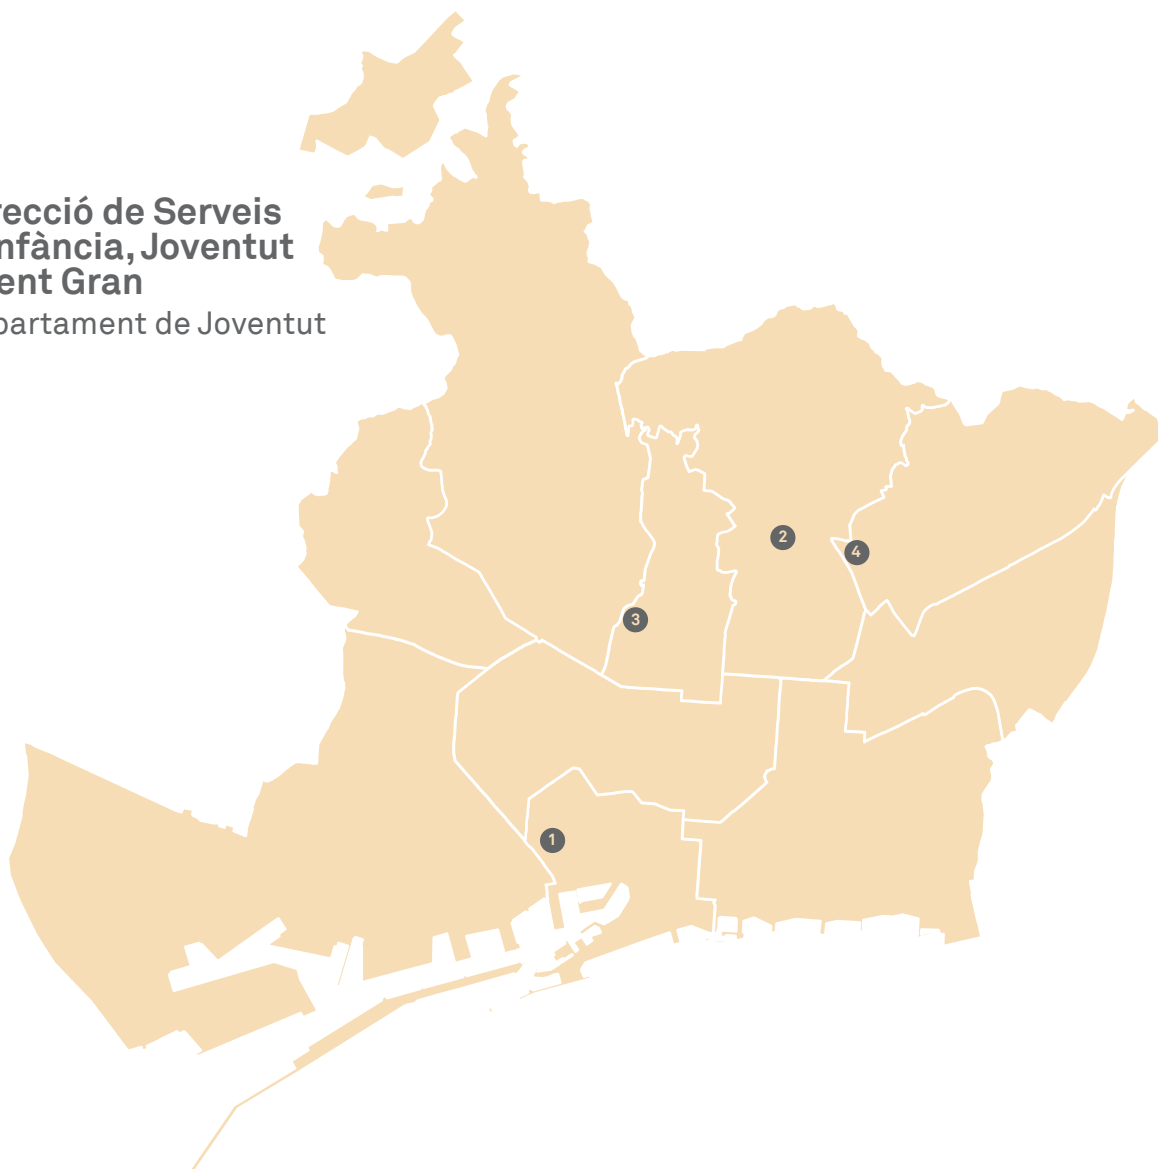 recció de Serveis
nfància, Joventut
ent Gran
partament de Joventut
2
4
3
1